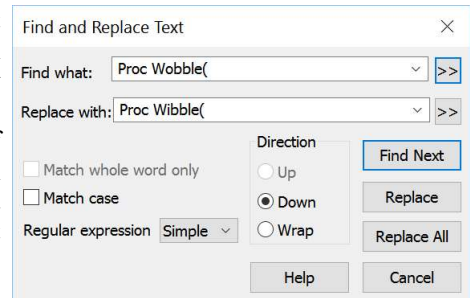 Find and Replace Text
Find what: Proc Wobble( >>
Replace with: Proc Wibble( >>
Direction
Find Next
Match whole word only
Up
Match case
Down
Replace
Regular expression Simple
Wrap
Replace All
Help
Cancel